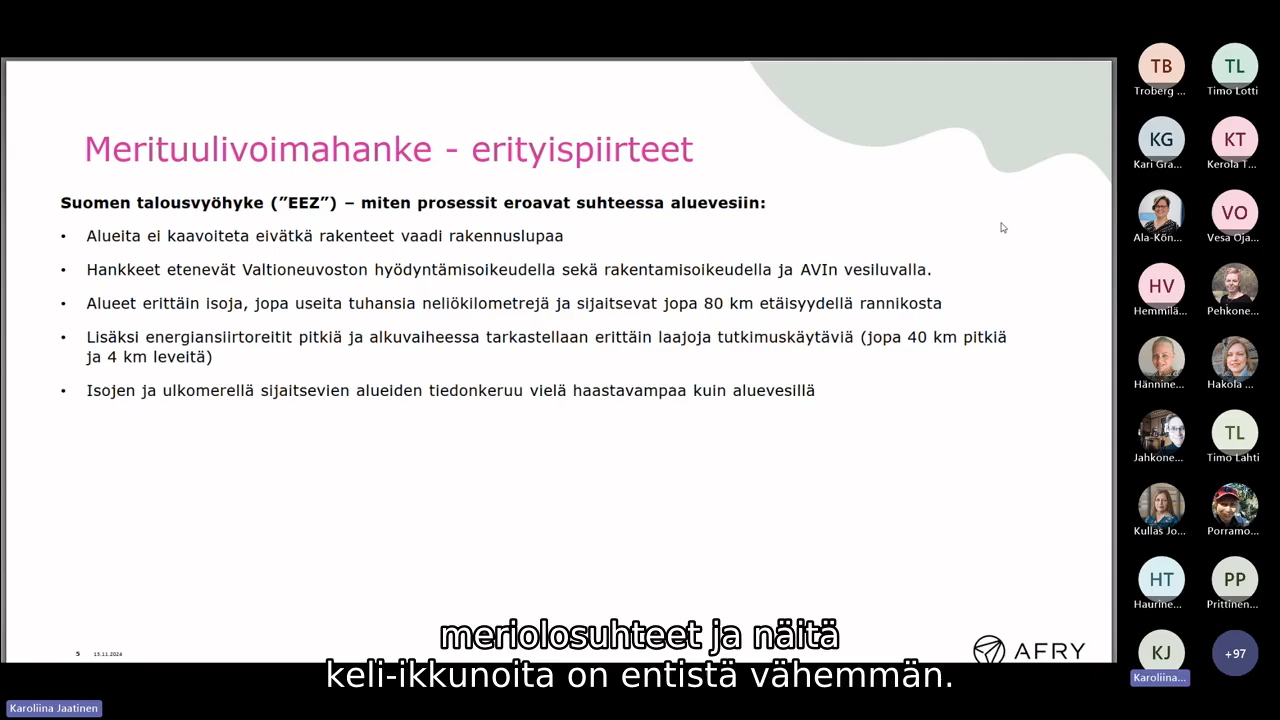 Merituulivoimahanke - erityispiirteet
Suomen talousvyöhyke (”EEZ”) – miten prosessit eroavat suhteessa aluevesiin:
• Alueita ei kaavoiteta eivätkä rakenteet vaadi rakennuslupaa
• Hankkeet etenevät Valtioneuvoston hyödyntämisoikeudella sekä rakentamisoikeudella ja AVIn vesiluvalla.
• Alueet erittäin isoja, jopa useita tuhansia neliökilometrejä ja sijaitsevat jopa 80 km etäisyydellä rannikosta
• Lisäksi energiansiirtoreitit pitkiä ja alkuvaiheessa tarkastellaan erittäin laajoja tutkimuskäytäviä (jopa 40 km pitkiä
ja 4 km leveitä)
• Isojen ja ulkomerellä sijaitsevien alueiden tiedonkeruu vielä haastavampaa kuin aluevesillä
5 13.11.2024
AFRY
meriolosuhteet ja näitä
keli-ikkunoita on entistä vähemmän.
Karoliina Jaatinen
TB TL
Troberg ... Timo Lotti
KG KT
Kari Gra... Kerola T...
VO
Ala-Kön... Vesa Oja...
HV
Hemmilä... Pehkone...
Hännine... Hakola ...
TL
Jahkone... Timo Lahti
Kullas Jo... Porramo...
HT PP
Haurine... Prittinen...
KJ +97
Karoliina...